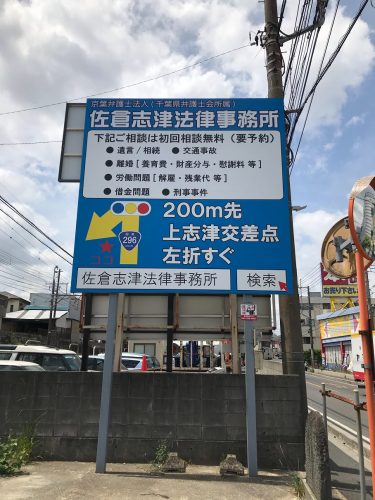 京葉弁護士法人(千葉県弁護士会所属)
佐倉志津法律事務所
下記ご相談は初回相談無料(要予約)
●遺言/相続 ●交通事故
●離婚[養育費・財産分与・慰謝料 等]
●労働問題[解雇・残業代 等]
●借金問題 ●刑事事件
200m先
上志津交差点
左折すぐ
296
ココ
佐倉志津法律事務所 検索